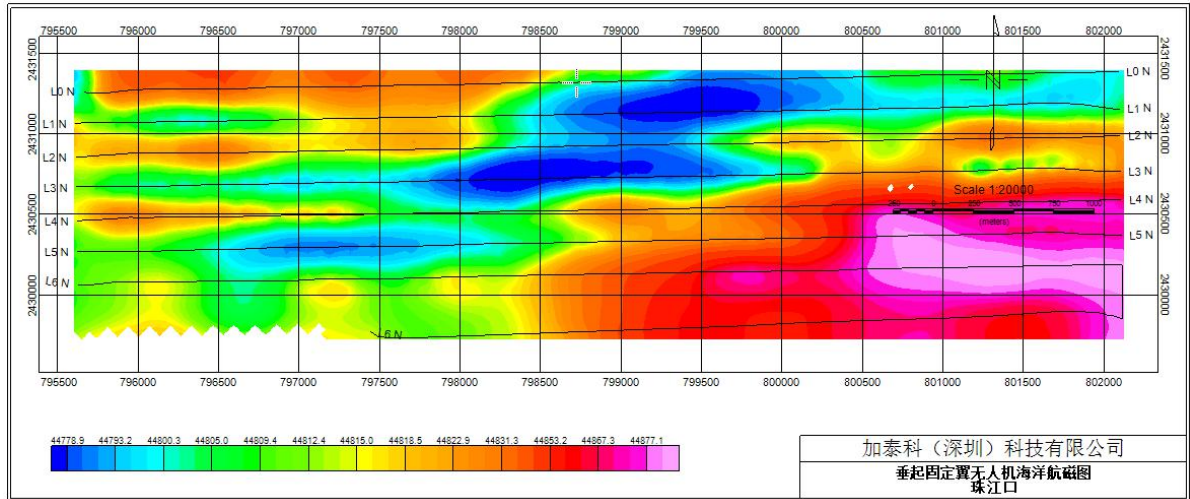 795500 796000 796500 797000 797500 798000 798500 799000 799500 800000 800500 801000 801500 802000
2431500 2431500
L0 N L0 N
N
L1 N L1 N
2431000 2431000
L2 N L2 N
L3 N L3 N
Scale 1:20000
250 0 250 500 750 1000
(meters)
L4 N L4 N
2430500 2430500
L5 N L5 N
L6 N
2430000 2430000
L6 N
795500 796000 796500 797000 797500 798000 798500 799000 799500 800000 800500 801000 801500 802000
44778.9 44793.2 44800.3 44805.0 44809.4 44812.4 44815.0 44818.5 44822.9 44831.3 44853.2 44867.3 44877.1
加泰科（深圳）科技有限公司
垂起固定翼无人机海洋航磁图
珠江口